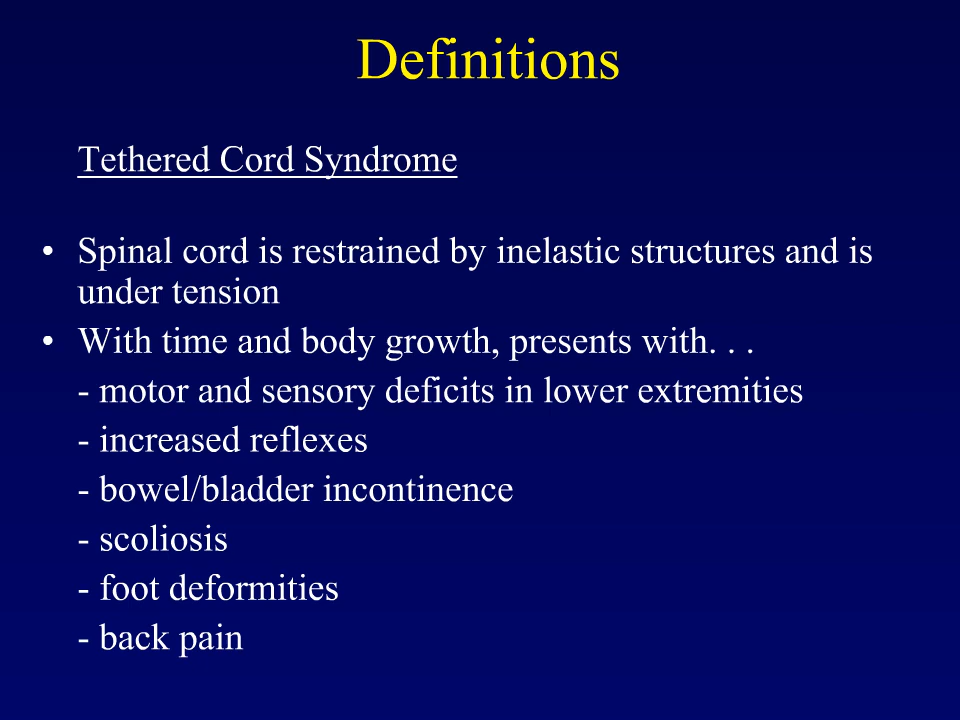 Definitions
Tethered Cord Syndrome
• Spinal cord is restrained by inelastic structures and is
under tension
• With time and body growth, presents with. . .
- motor and sensory deficits in lower extremities
- increased reflexes
- bowel/bladder incontinence
- scoliosis
- foot deformities
- back pain